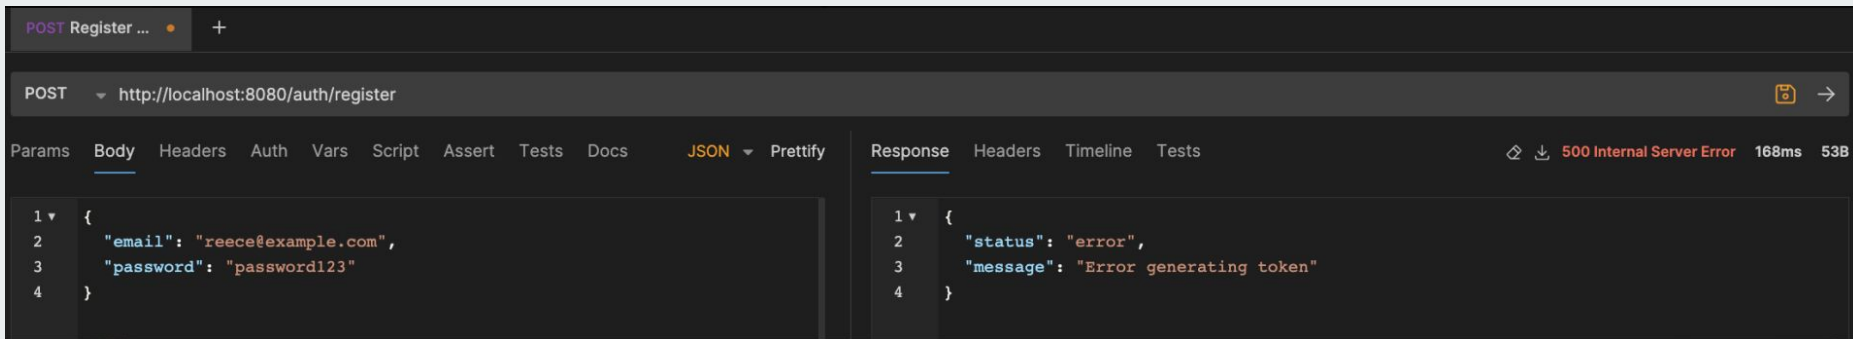 POST Register ...
+
POST http://localhost:8080/auth/register
Params Body Headers Auth Vars Script Assert Tests Docs JSON Prettify
1 {
2 "email": "reece@example.com",
3 "password": "password123"
4 }
Response Headers Timeline Tests 500 Internal Server Error 168ms 53B
1 {
2 "status": "error",
3 "message": "Error generating token"
4 }